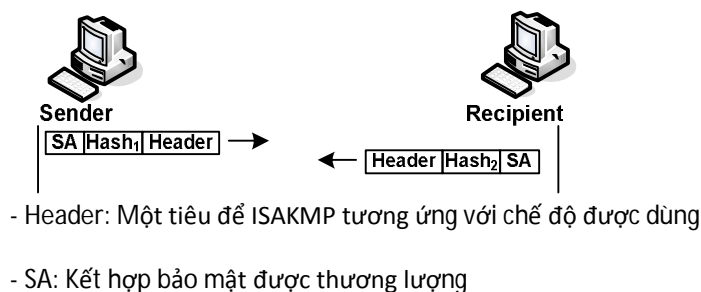 Sender
Recipient
SA Hash₁ Header
Header Hash₂ SA
- Header: Một tiêu để ISAKMP tương ứng với chế độ được dùng
- SA: Kết hợp bảo mật được thương lượng